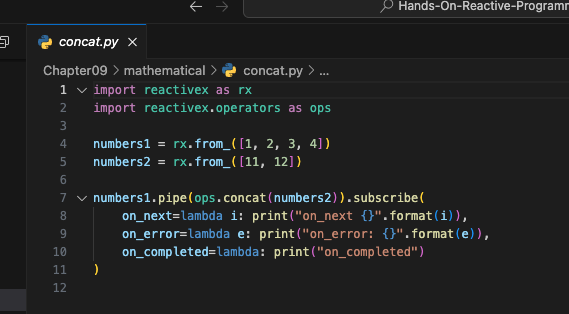 Hands-On-Reactive-Programm
concat.py
Chapter09 > mathematical > concat.py > ...
1 import reactivex as rx
2 import reactivex.operators as ops
3
4 numbers1 = rx.from_([1, 2, 3, 4])
5 numbers2 = rx.from_([11, 12])
6
7 numbers1.pipe(ops.concat(numbers2)).subscribe(
8     on_next=lambda i: print("on_next {}".format(i)),
9     on_error=lambda e: print("on_error: {}".format(e)),
10     on_completed=lambda: print("on_completed")
11 )
12